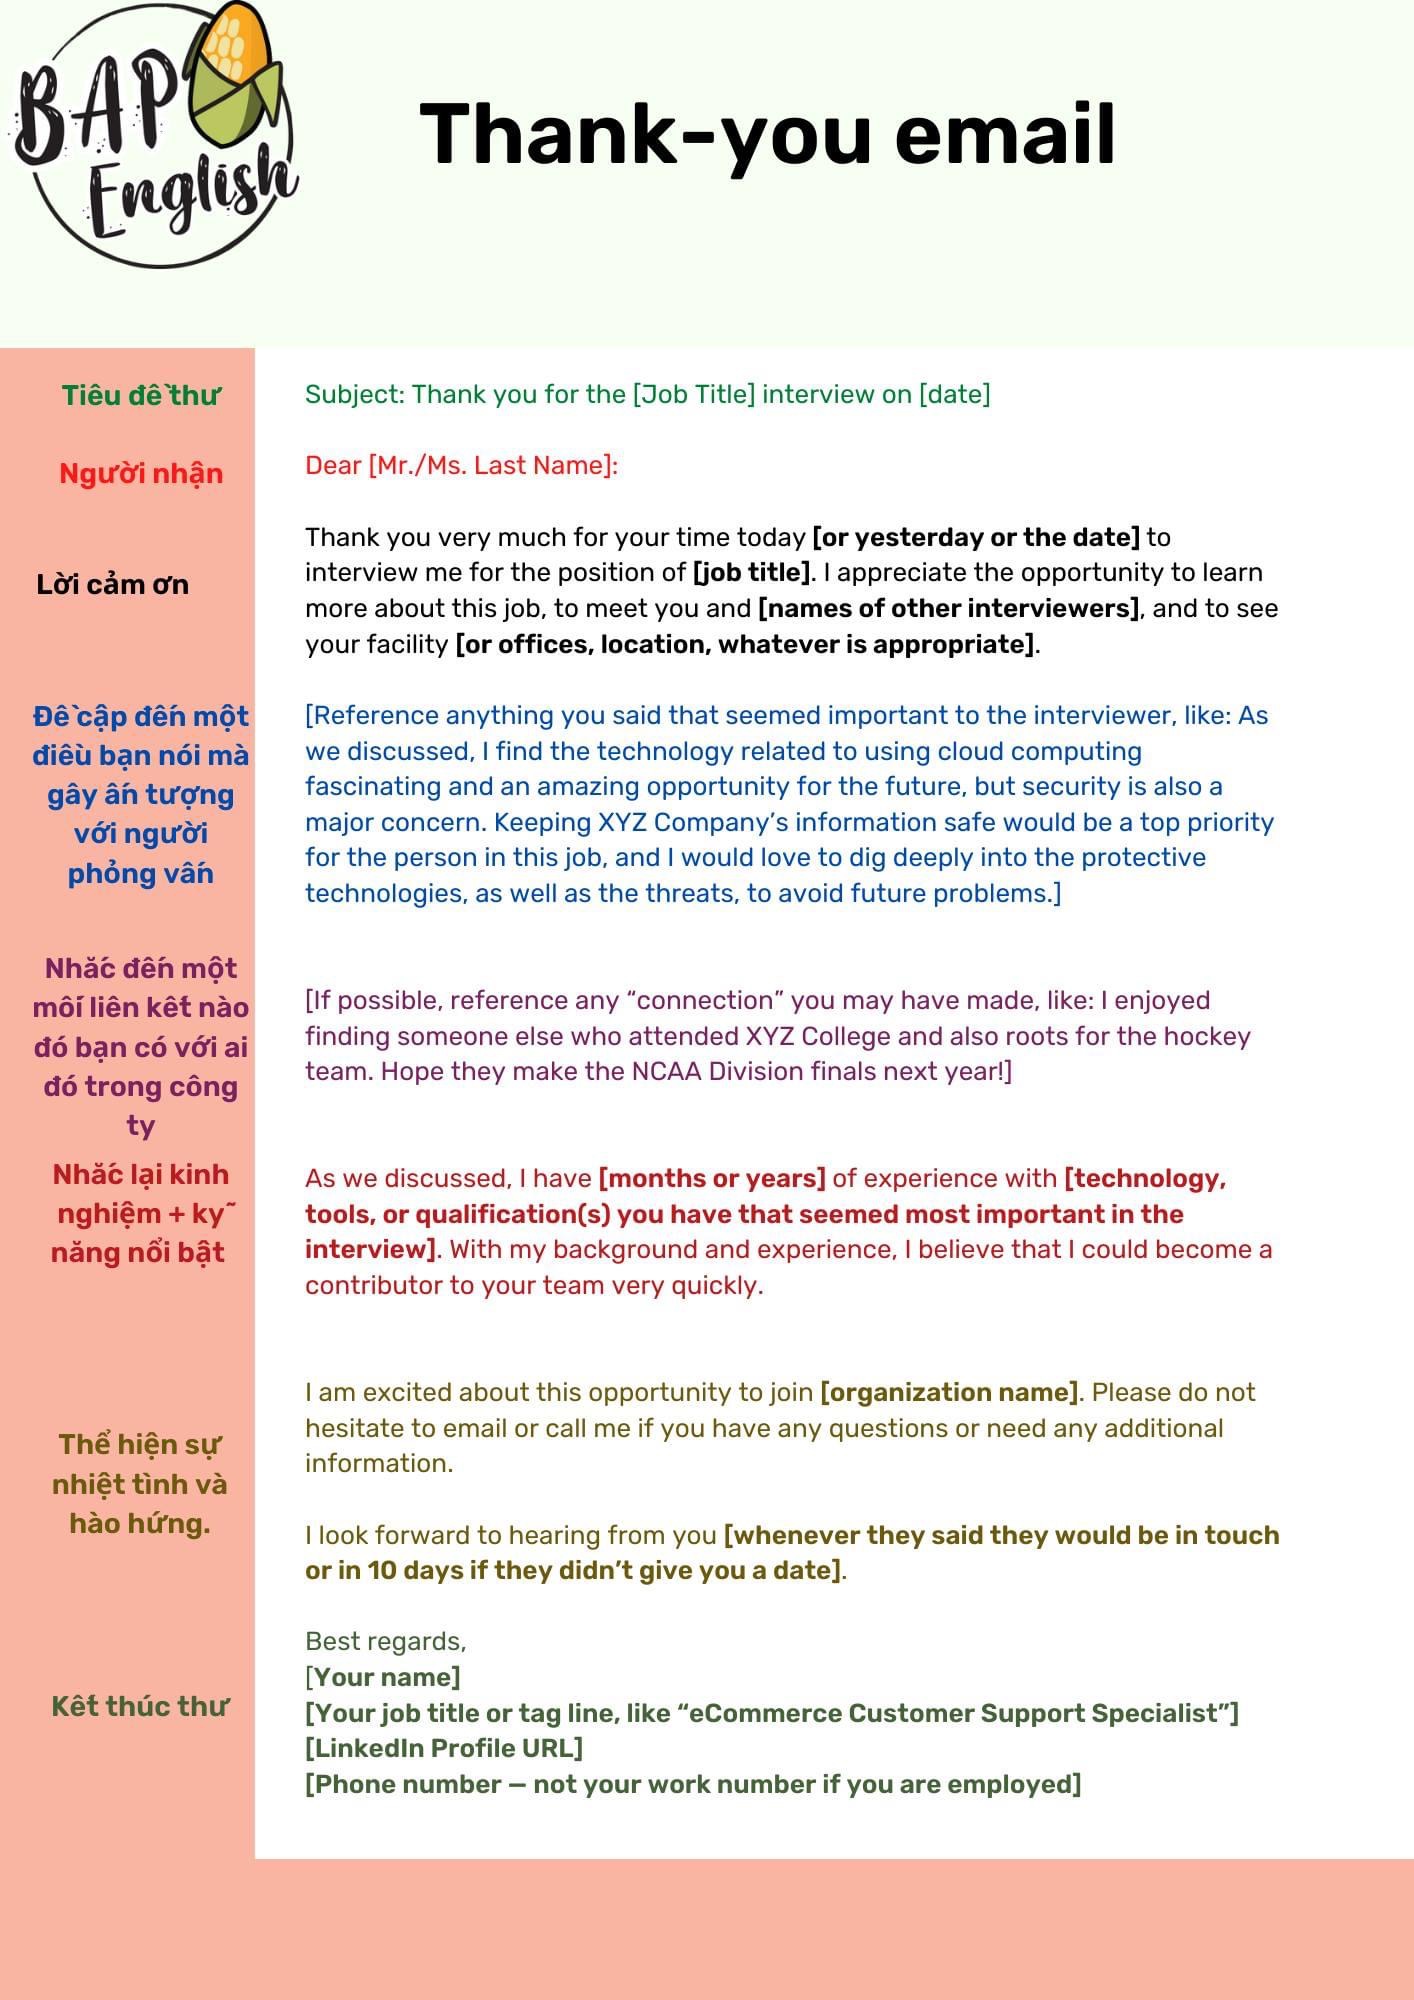 BAP
English
Thank-you email
Tiêu đề thư
Subject: Thank you for the [Job Title] interview on [date]
Người nhận
Dear [Mr./Ms. Last Name]:
Lời cảm ơn
Thank you very much for your time today [or yesterday or the date] to
interview me for the position of [job title]. I appreciate the opportunity to learn
more about this job, to meet you and [names of other interviewers], and to see
your facility [or offices, location, whatever is appropriate].
Đề cập đến một
điều bạn nói mà
gây ấn tượng
với người
phỏng vấn
[Reference anything you said that seemed important to the interviewer, like: As
we discussed, I find the technology related to using cloud computing
fascinating and an amazing opportunity for the future, but security is also a
major concern. Keeping XYZ Company’s information safe would be a top priority
for the person in this job, and I would love to dig deeply into the protective
technologies, as well as the threats, to avoid future problems.]
Nhắc đến một
mối liên kết nào
đó bạn có với ai
đó trong công
ty
[If possible, reference any “connection” you may have made, like: I enjoyed
finding someone else who attended XYZ College and also roots for the hockey
team. Hope they make the NCAA Division finals next year!]
Nhắc lại kinh
nghiệm + kỹ
năng nổi bật
As we discussed, I have [months or years] of experience with [technology,
tools, or qualification(s) you have that seemed most important in the
interview]. With my background and experience, I believe that I could become a
contributor to your team very quickly.
Thể hiện sự
nhiệt tình và
hào hứng.
I am excited about this opportunity to join [organization name]. Please do not
hesitate to email or call me if you have any questions or need any additional
information.
I look forward to hearing from you [whenever they said they would be in touch
or in 10 days if they didn’t give you a date].
Kết thúc thư
Best regards,
[Your name]
[Your job title or tag line, like “eCommerce Customer Support Specialist”]
[LinkedIn Profile URL]
[Phone number — not your work number if you are employed]